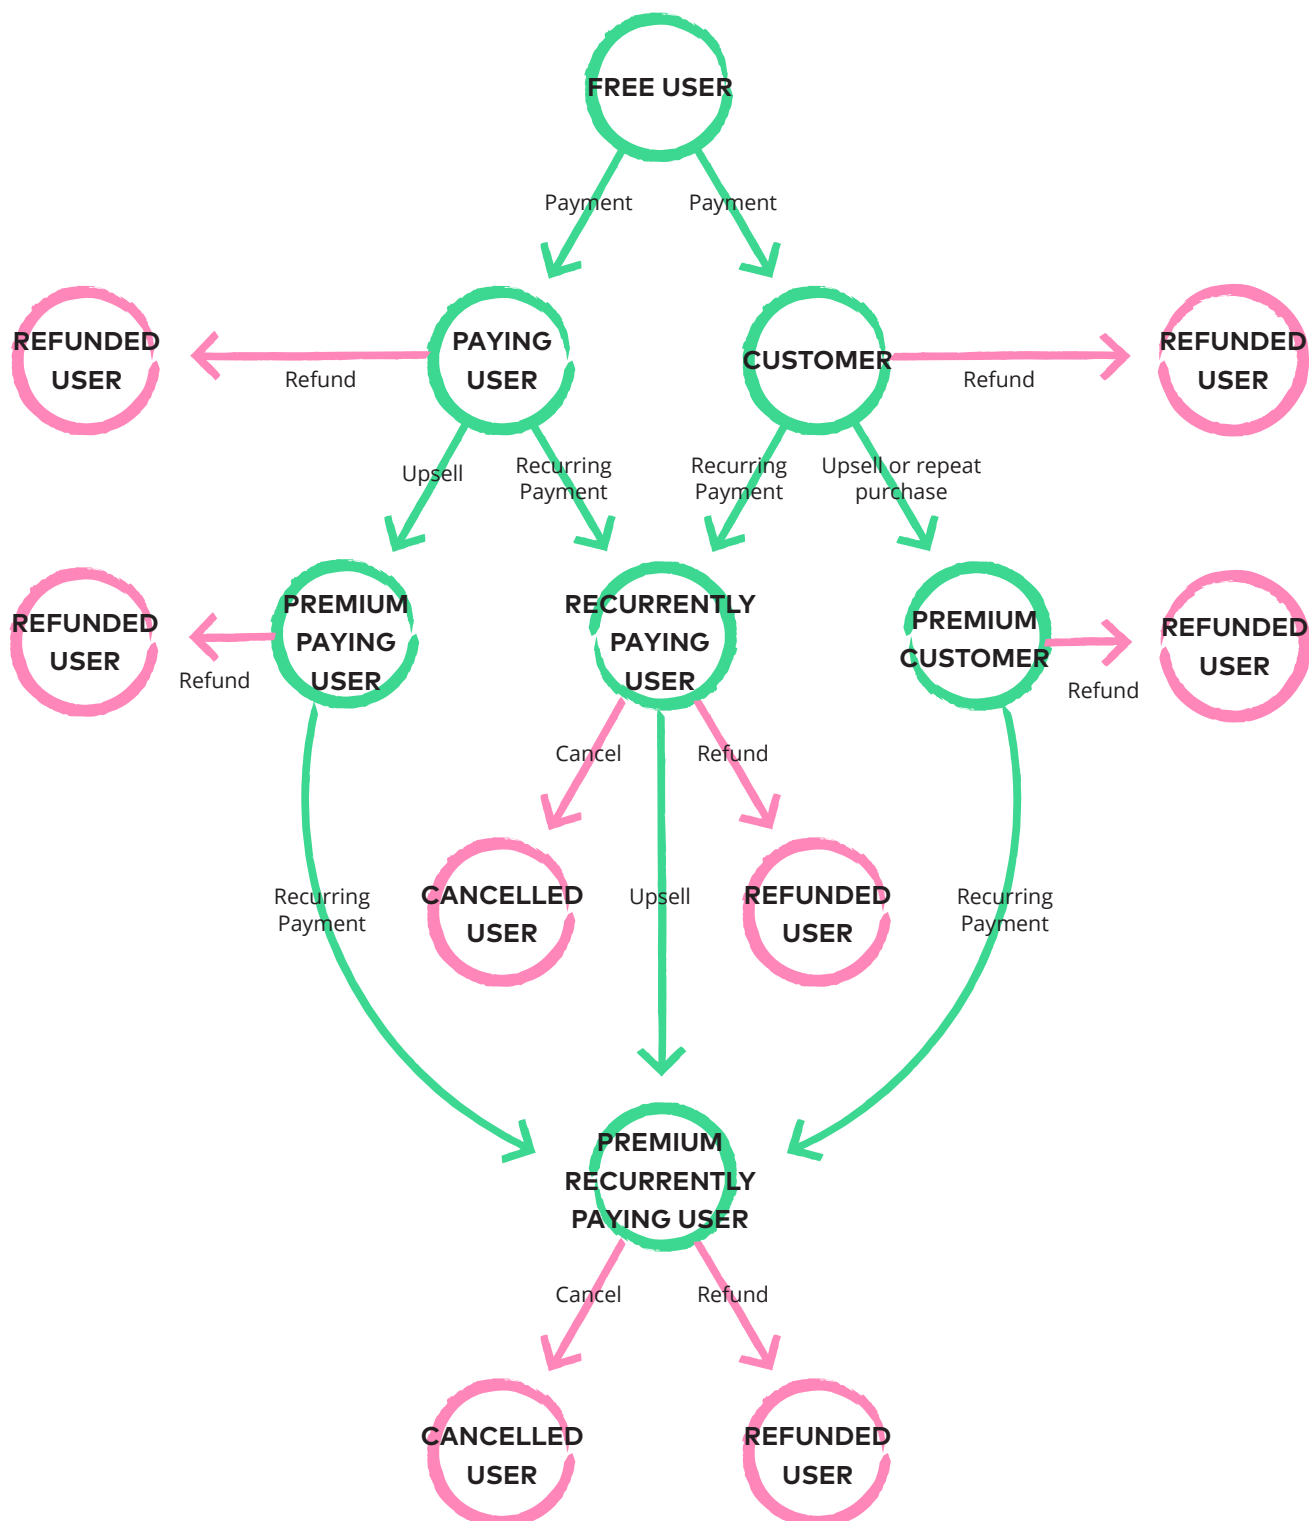 FREE USER
Payment
Payment
REFUNDED
USER
Refund
PAYING
USER
CUSTOMER
Refund
REFUNDED
USER
Upsell
Recurring
Payment
Recurring
Payment
Upsell or repeat
purchase
REFUNDED
USER
Refund
PREMIUM
PAYING
USER
RECURRENTLY
PAYING
USER
PREMIUM
CUSTOMER
Refund
REFUNDED
USER
Cancel
Refund
Recurring
Payment
CANCELLED
USER
Upsell
REFUNDED
USER
Recurring
Payment
PREMIUM
RECURRENTLY
PAYING USER
Cancel
Refund
CANCELLED
USER
REFUNDED
USER